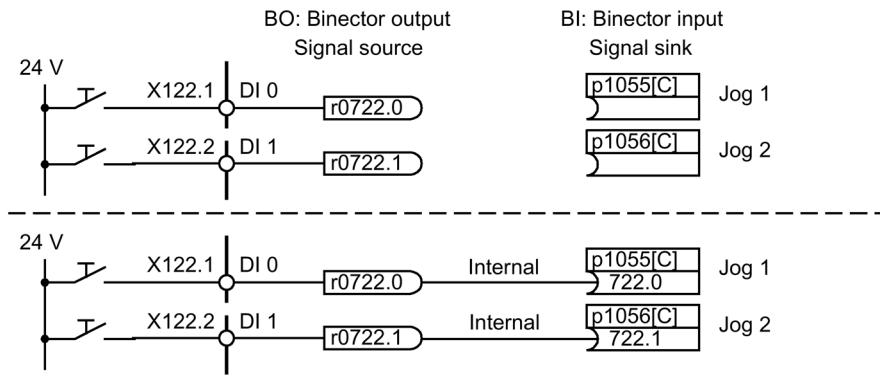 BO: Binector output
Signal source
BI: Binector input
Signal sink
24 V
X122.1 DI 0 r0722.0 p1055[C] Jog 1
X122.2 DI 1 r0722.1 p1056[C] Jog 2
24 V
X122.1 DI 0 r0722.0 Internal p1055[C] Jog 1
722.0
X122.2 DI 1 r0722.1 Internal p1056[C] Jog 2
722.1